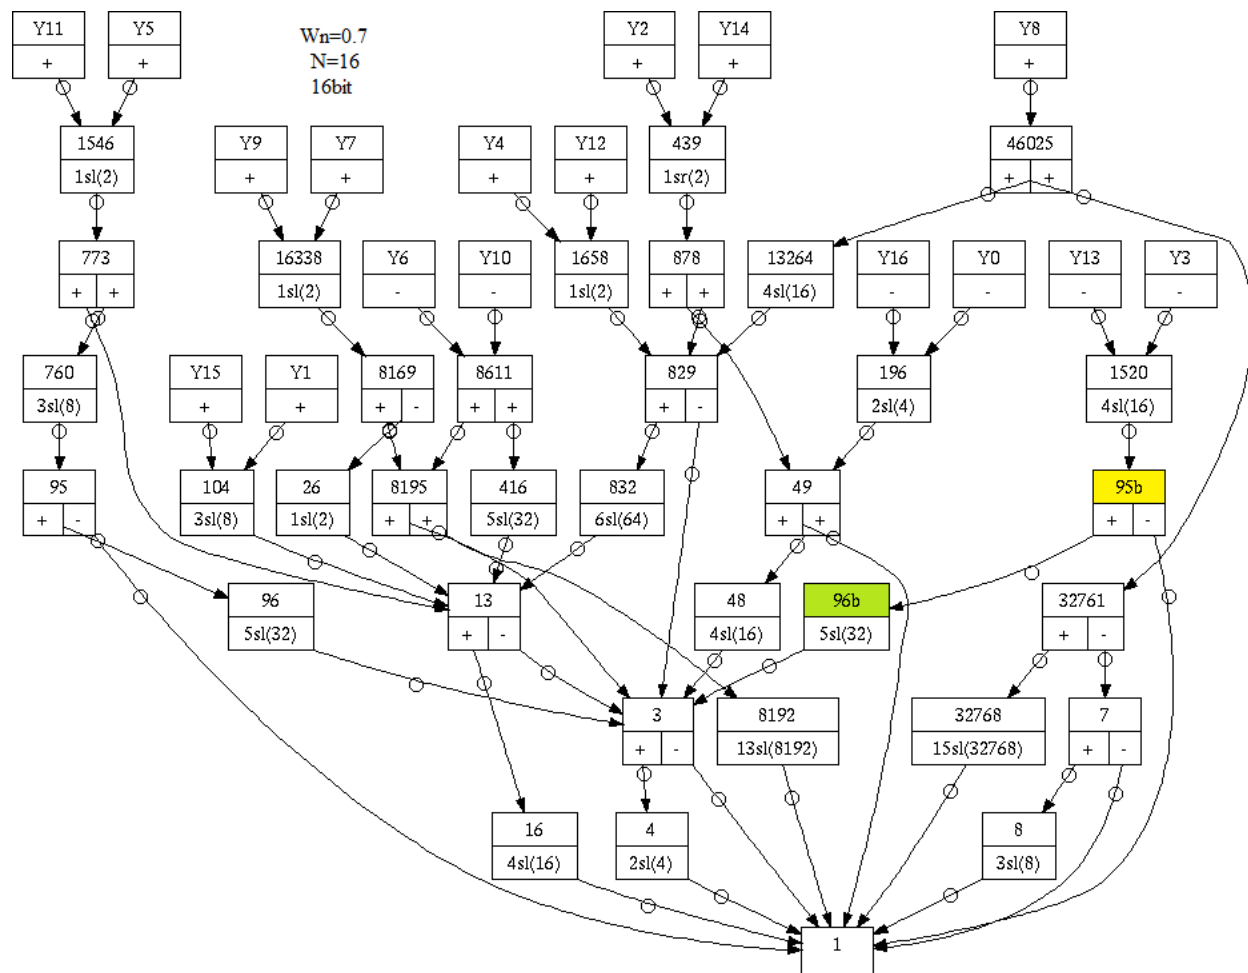 Y11 Y5 Wn=0.7 Y2 Y14 Y8
+ + N=16 + + +
16bit
1546 439 46025
1sl(2) Y9 Y7 Y4 Y12 1sr(2) + +
+ + + +
773 16338 Y6 Y10 1658 878 13264 Y16 Y0 Y13 Y3
+ + 1sl(2) - - 1sl(2) + + 4sl(16) - - - -
760 Y15 Y1 8169 8611 829 196 1520
3sl(8) + + + - + + + - 2sl(4) 4sl(16)
95 104 26 8195 416 832 49 95b
+ - 3sl(8) 1sl(2) + + 5sl(32) 6sl(64) + + + -
96 13 48 96b 32761
5sl(32) + - 4sl(16) 5sl(32) + -
3 8192 32768 7
+ - 13sl(8192) 15sl(32768) + -
16 4 8
4sl(16) 2sl(4) 3sl(8)
1